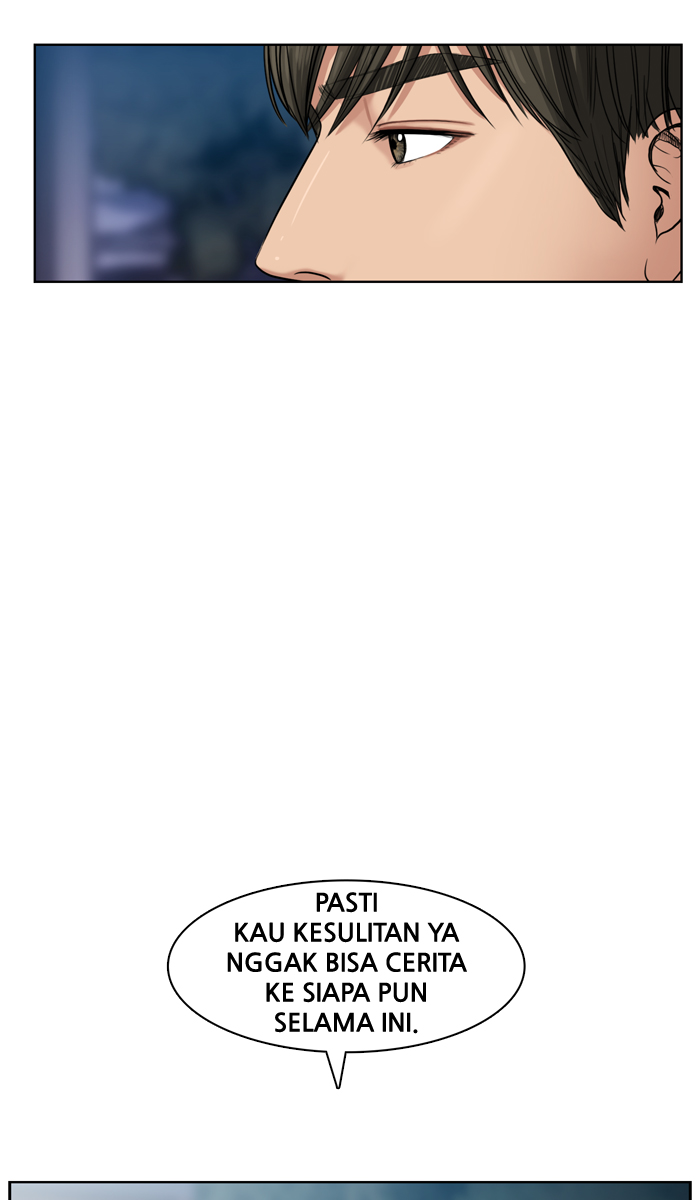 PASTI
KAU KESULITAN YA
NGGAK BISA CERITA
KE SIAPA PUN
SELAMA INI.